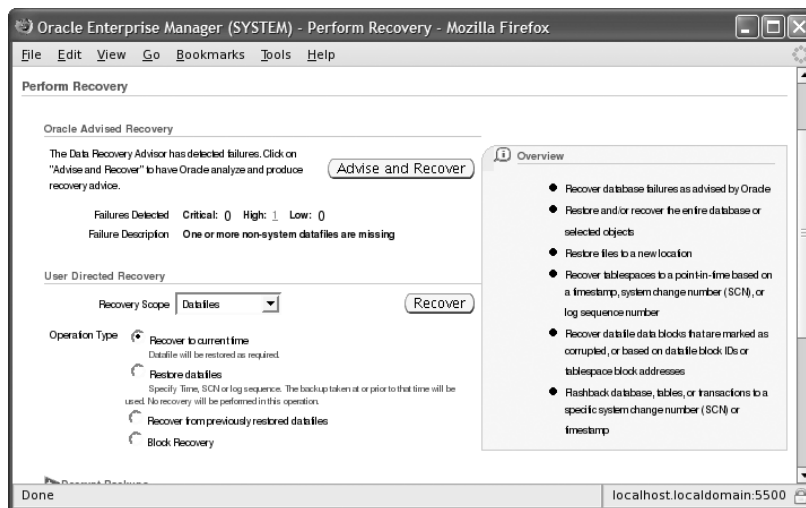 Oracle Enterprise Manager (SYSTEM) - Perform Recovery - Mozilla Firefox
File Edit View Go Bookmarks Tools Help
Perform Recovery
Oracle Advised Recovery
The Data Recovery Advisor has detected failures. Click on
"Advise and Recover" to have Oracle analyze and produce
recovery advice.
Advise and Recover
Failures Detected Critical: 0 High: 1 Low: 0
Failure Description One or more non-system datafiles are missing
User Directed Recovery
Recovery Scope Datafiles
Recover
Operation Type
Recover to current time
Datafile will be restored as required.
Restore datafiles
Specify Time, SCN or log sequence. The backup taken at or prior to that time will be
used. No recovery will be performed in this operation.
Recover from previously restored datafiles
Block Recovery
Overview
Recover database failures as advised by Oracle
Restore and/or recover the entire database or
selected objects
Restore files to a new location
Recover tablespaces to a point-in-time based on
a timestamp, system change number (SCN), or
log sequence number
Recover datafile data blocks that are marked as
corrupted, or based on datafile block IDs or
tablespace block addresses
Flashback database, tables, or transactions to a
specific system change number (SCN) or
timestamp
Done
localhost.localdomain:5500